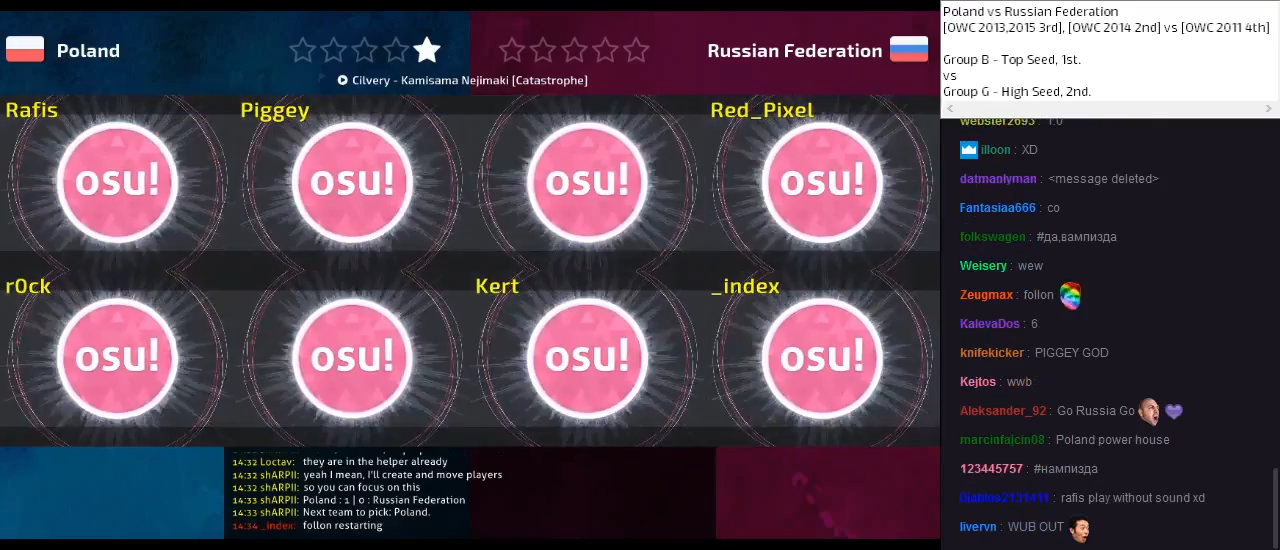 Poland
Russian Federation
Cilvery - Kamisama Nejimaki [Catastrophe]
Rafis
Piggey
Red_Pixel
osu!
osu!
osu!
osu!
r0ck
Kert
_index
osu!
osu!
osu!
osu!
14:32 Loctav: they are in the helper already
14:32 shARPII: yeah I mean, I'll create and move players
14:32 shARPII: so you can focus on this
14:33 shARPII: Poland : 1 | 0 : Russian Federation
14:33 shARPII: Next team to pick: Poland.
14:34 _index: follon restarting
Poland vs Russian Federation
[OWC 2013,2015 3rd], [OWC 2014 2nd] vs [OWC 2011 4th]
Group B - Top Seed, 1st.
vs
Group G - High Seed, 2nd.
webster2693 : 1:0
illoon : XD
datmanlyman : <message deleted>
Fantasiaa666 : co
folkswagen : #да,вампизда
Weisery : wew
Zeugmax : follon
KalevaDos : 6
knifekicker : PIGGEY GOD
Kejtos : wwb
Aleksander_92 : Go Russia Go
marcinfajcin08 : Poland power house
123445757 : #нампизда
: rafis play without sound xd
livervn : WUB OUT